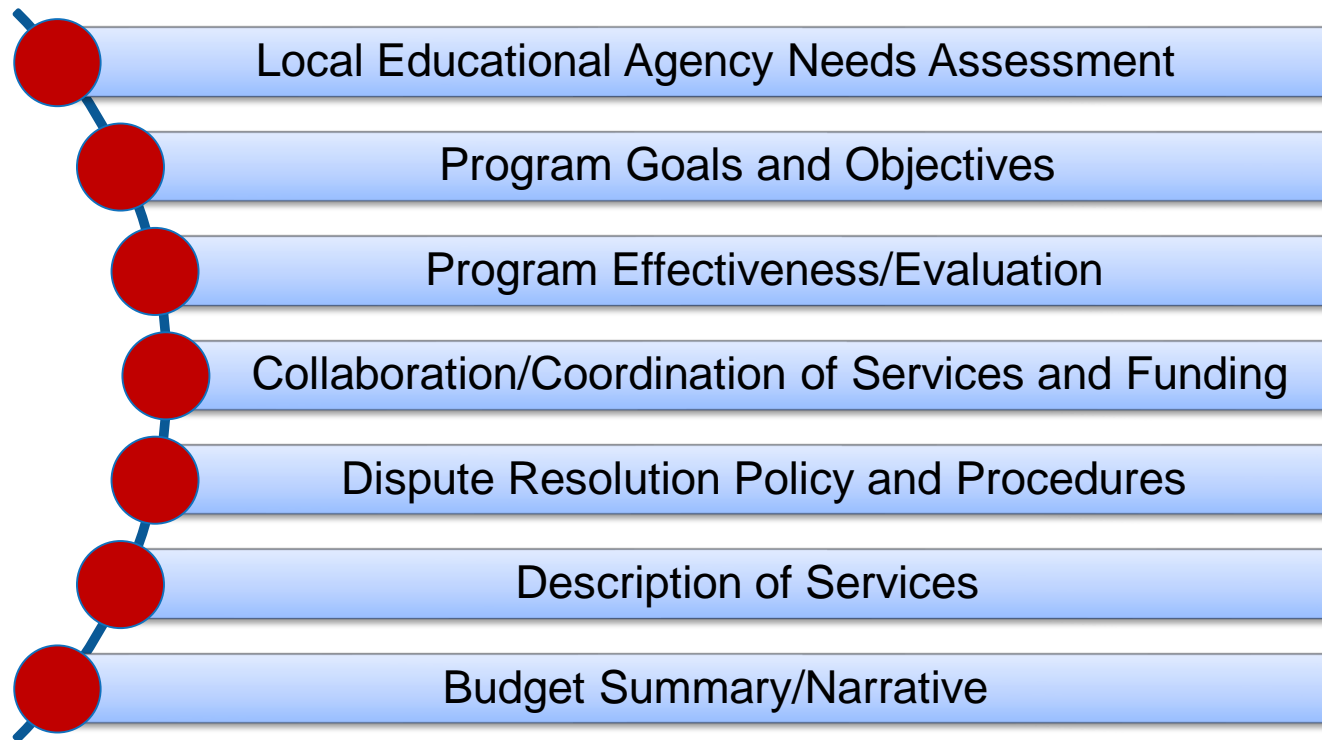 Local Educational Agency Needs Assessment
Program Goals and Objectives
Program Effectiveness/Evaluation
Collaboration/Coordination of Services and Funding
Dispute Resolution Policy and Procedures
Description of Services
Budget Summary/Narrative